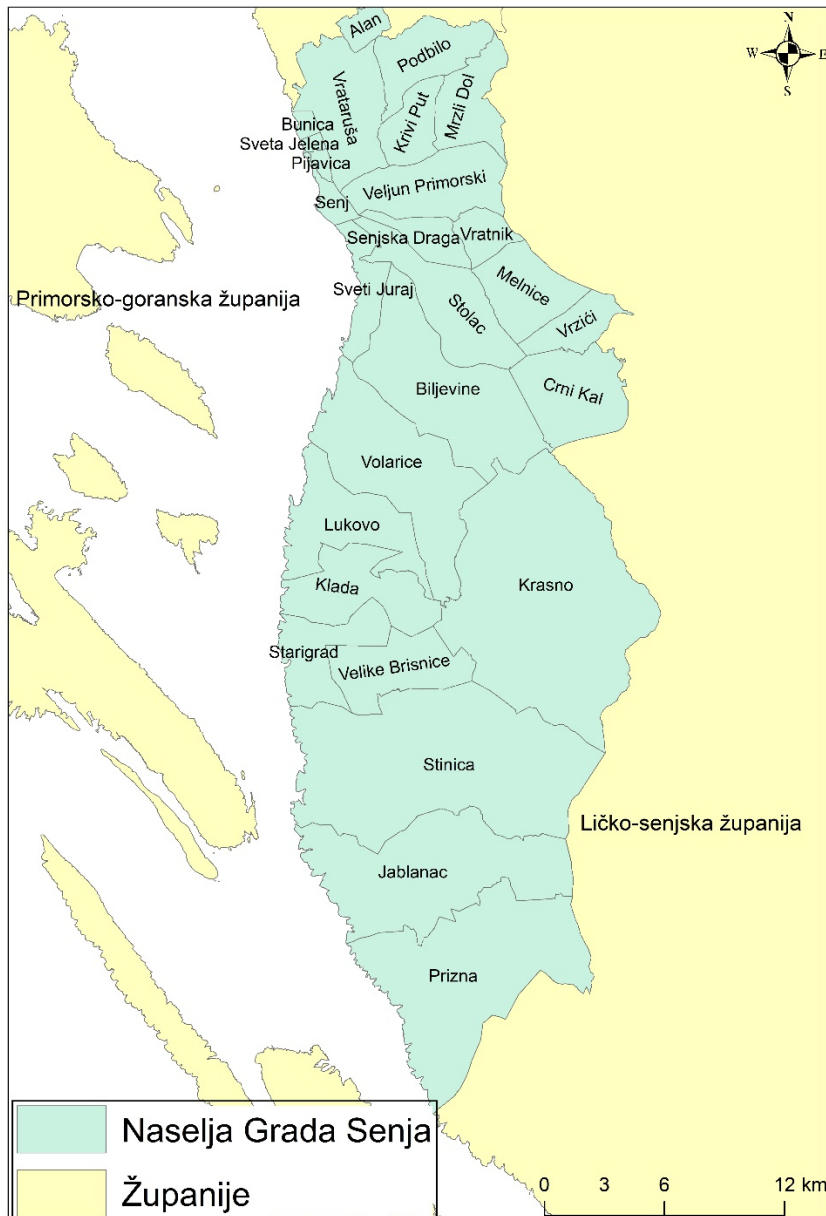 N
W
E
S
Alan
Podbilo
Vrataruša
Krivi Put
Mrzli Dol
Bunica
Sveta Jelena
Pijavica
Veljun Primorski
Senj
Senjska Draga
Vratnik
Melnice
Sveti Juraj
Primorsko-goranska županija
Stolac
Vrzići
Biljevine
Crni Kal
Volarice
Lukovo
Klada
Krasno
Starigrad
Velike Brisnice
Stinica
Ličko-senjska županija
Jablanac
Prizna
Naselja Grada Senja
Županije
0 3 6 12 km